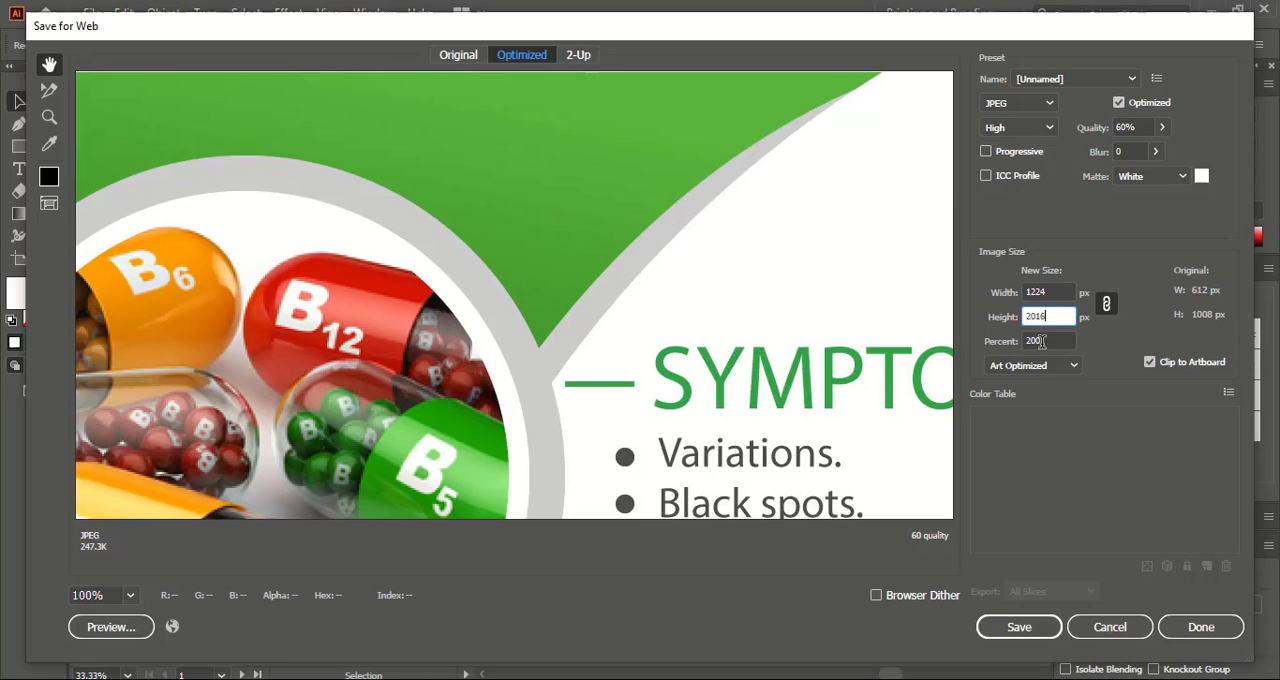 Save for Web
Original Optimized 2-Up
Preset
Name: [Unnamed]
JPEG Optimized
High Quality: 60%
Progressive Blur: 0
ICC Profile Matte: White
Image Size
New Size: Original:
Width: 1224 px W: 612 px
Height: 2016 px H: 1008 px
Percent: 200
Art Optimized Clip to Artboard
Color Table
B6
B12
B5
— SYMPTO
● Variations.
● Black spots.
JPEG 60 quality
247.3K
100% R: -- G: -- B: -- Alpha: -- Hex: -- Index: -- Browser Dither
Export: All Slices
Preview... Save Cancel Done
33.33% 1 Selection Isolate Blending Knockout Group